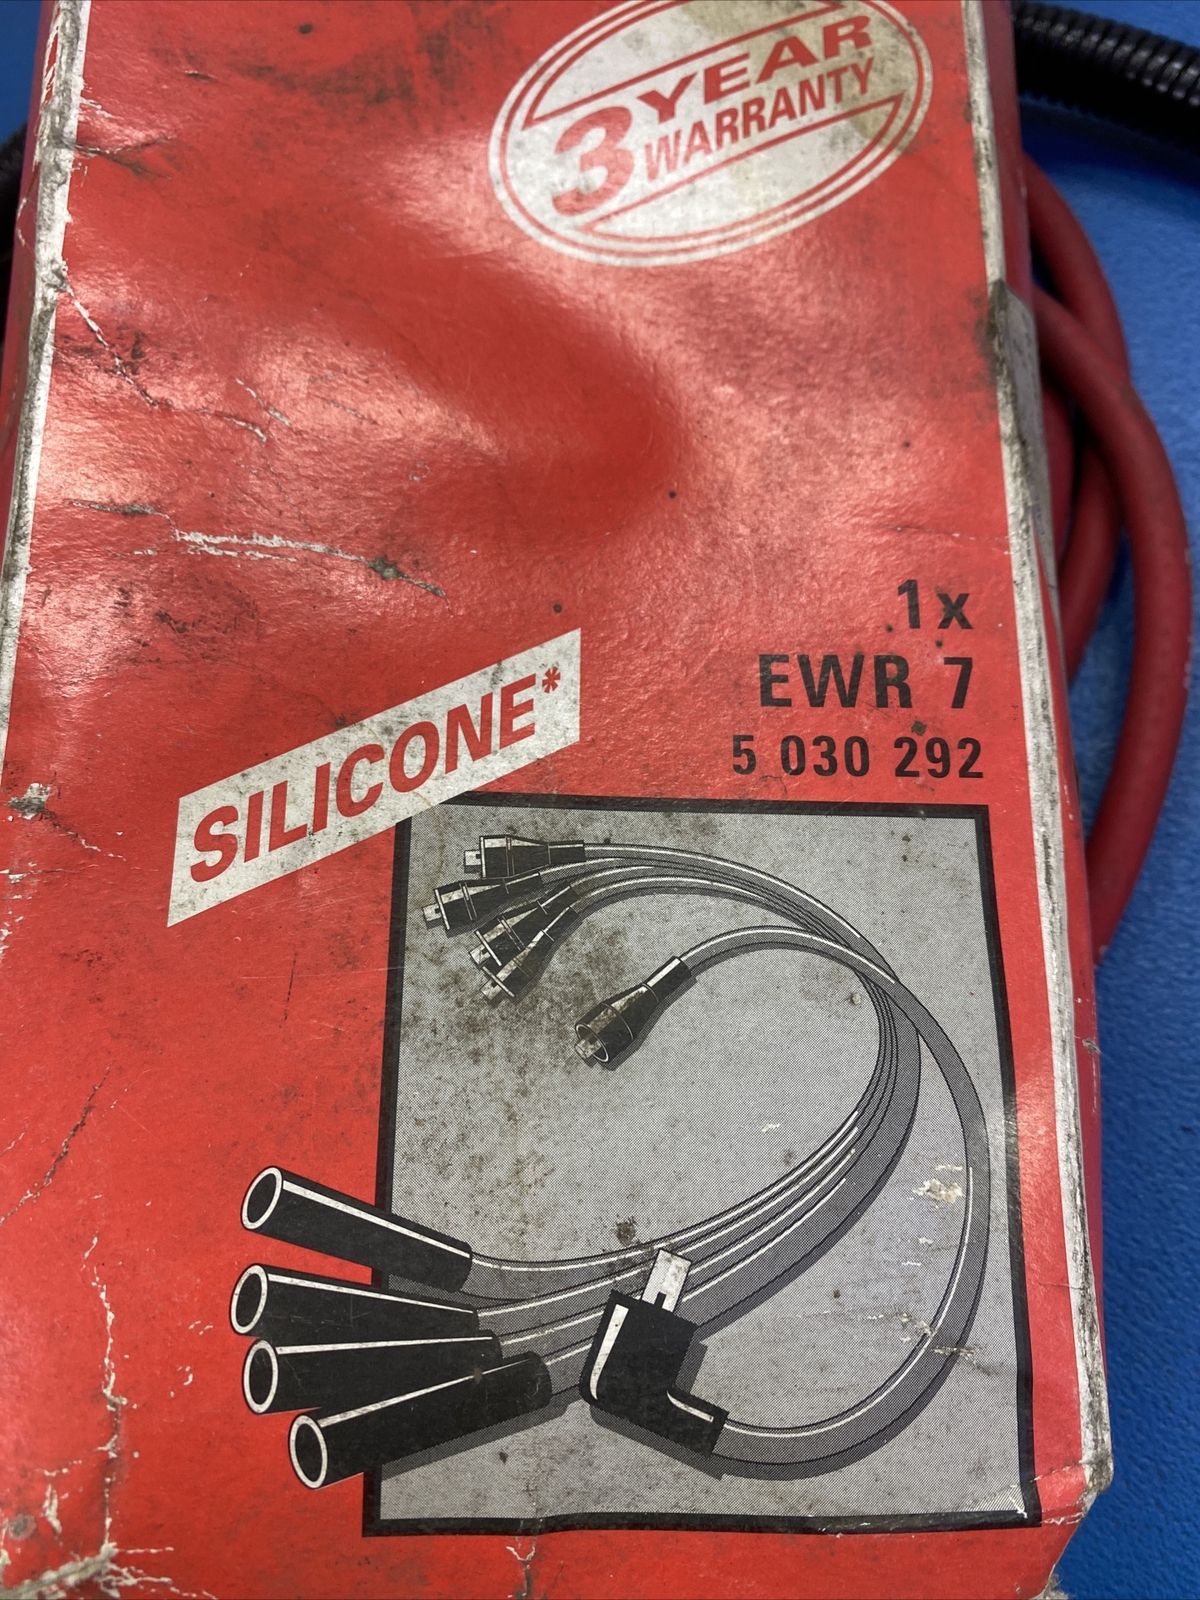 3 YEAR
WARRANTY
1x
EWR 7
5 030 292
SILICONE*